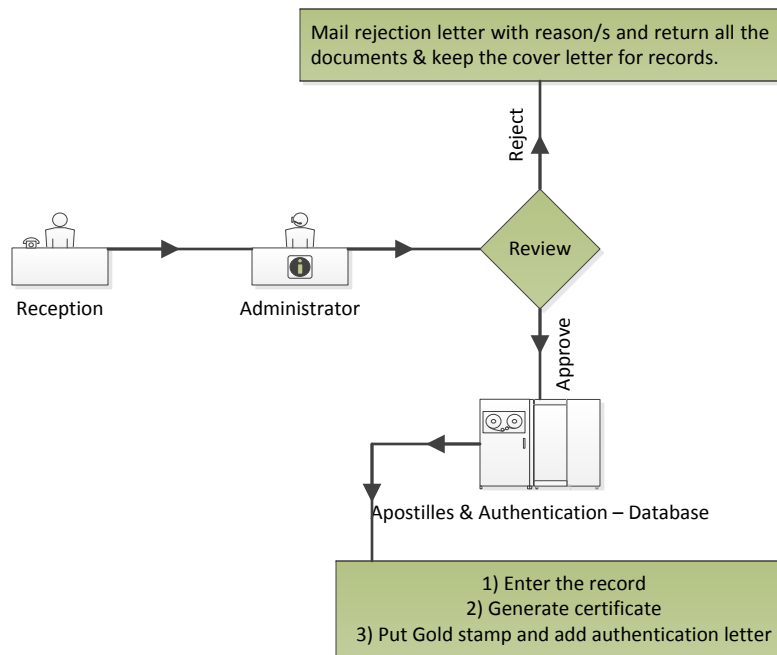 Mail rejection letter with reason/s and return all the
documents & keep the cover letter for records.
Reject
Review
Reception
Administrator
Approve
Apostilles & Authentication – Database
1) Enter the record
2) Generate certificate
3) Put Gold stamp and add authentication letter